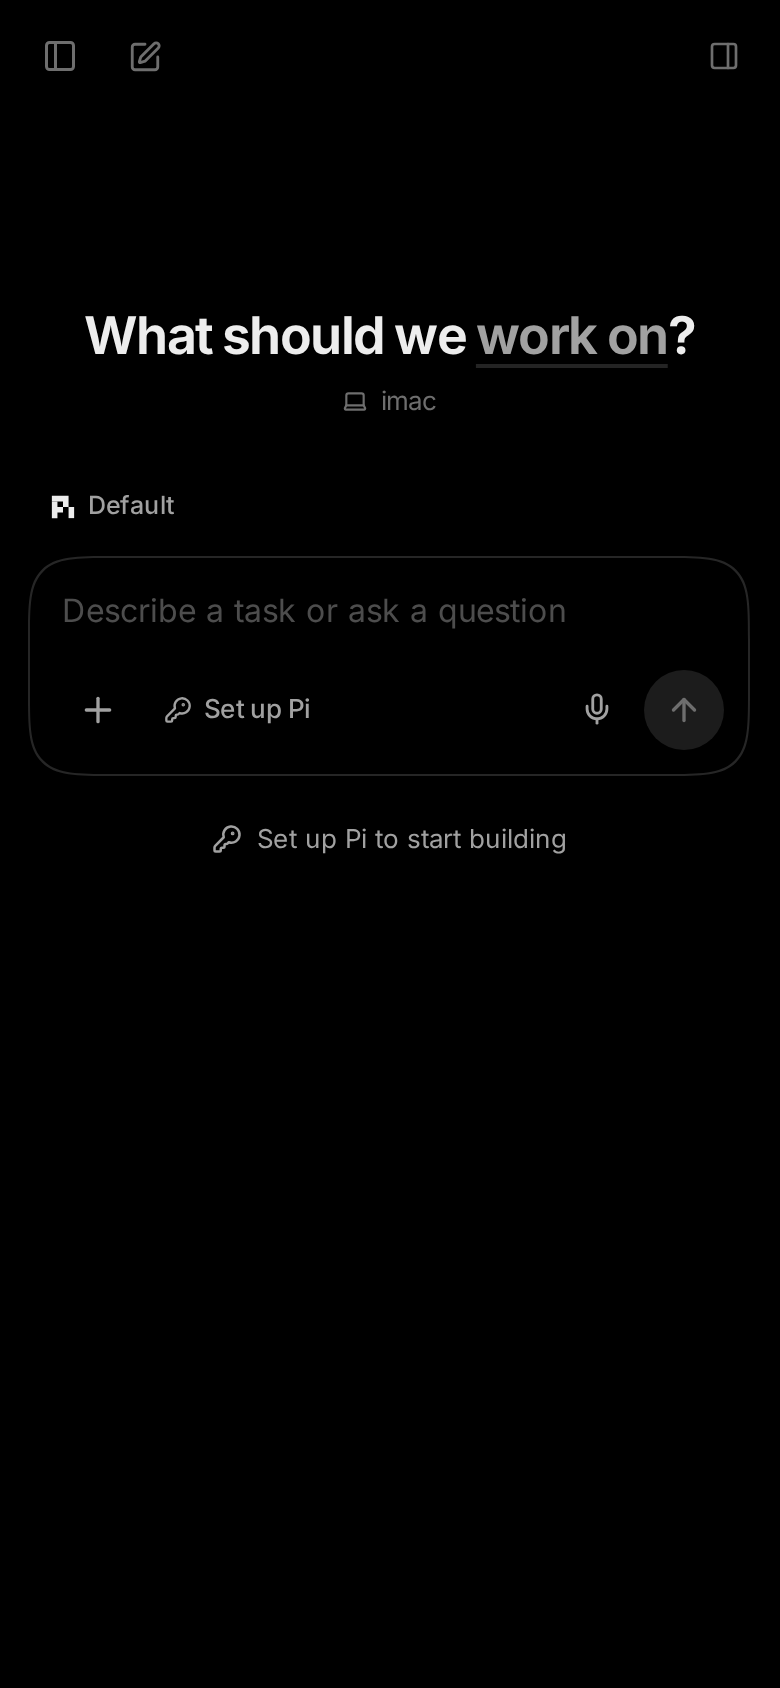 What should we work on?
imac
Default
Describe a task or ask a question
Set up Pi
Set up Pi to start building